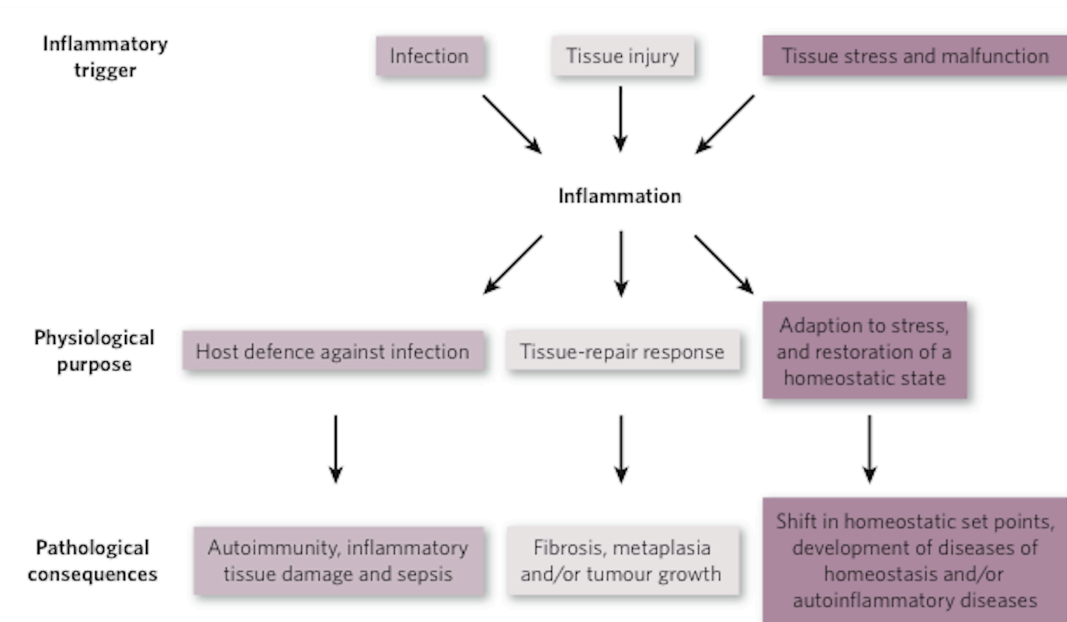 Inflammatory
trigger
Infection
Tissue injury
Tissue stress and malfunction
Inflammation
Physiological
purpose
Host defence against infection
Tissue-repair response
Adaption to stress,
and restoration of a
homeostatic state
Pathological
consequences
Autoimmunity, inflammatory
tissue damage and sepsis
Fibrosis, metaplasia
and/or tumour growth
Shift in homeostatic set points,
development of diseases of
homeostasis and/or
autoinflammatory diseases